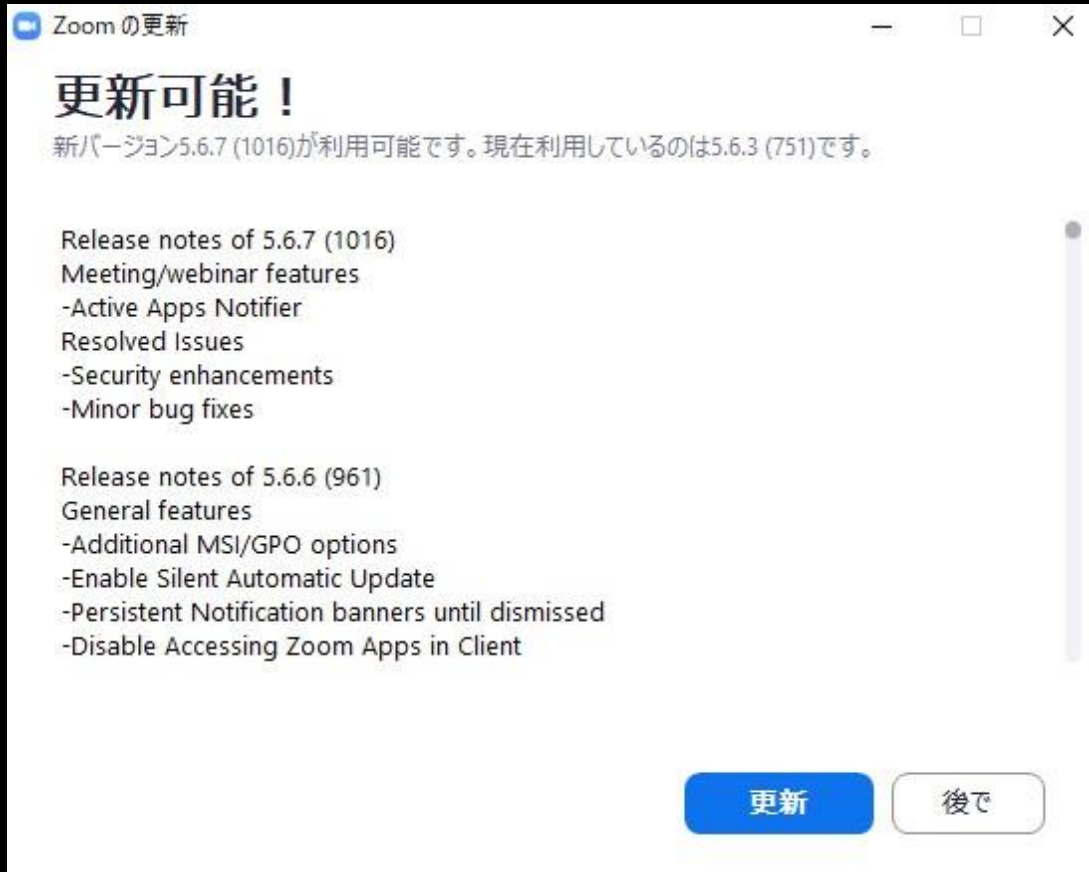 Zoom の更新
更新可能！
新バージョン5.6.7 (1016)が利用可能です。現在利用しているのは5.6.3 (751)です。
Release notes of 5.6.7 (1016)
Meeting/webinar features
-Active Apps Notifier
Resolved Issues
-Security enhancements
-Minor bug fixes
Release notes of 5.6.6 (961)
General features
-Additional MSI/GPO options
-Enable Silent Automatic Update
-Persistent Notification banners until dismissed
-Disable Accessing Zoom Apps in Client
更新
後で